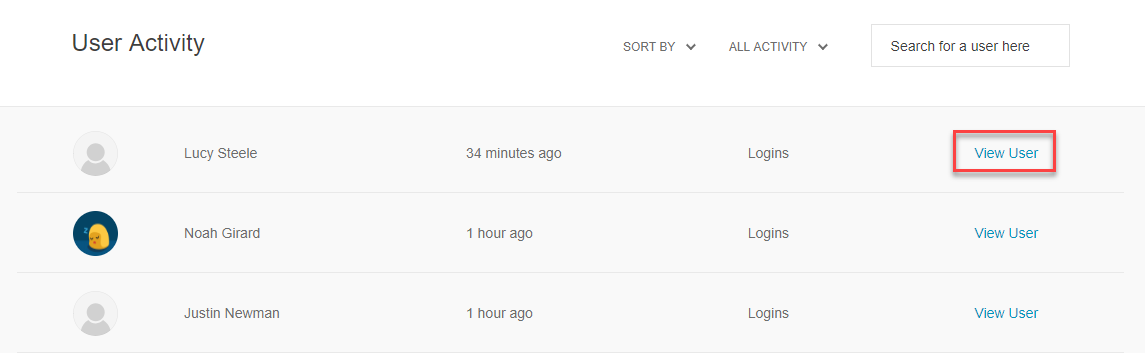 User Activity
SORT BY ALL ACTIVITY Search for a user here
Lucy Steele 34 minutes ago Logins View User
Noah Girard 1 hour ago Logins View User
Justin Newman 1 hour ago Logins View User